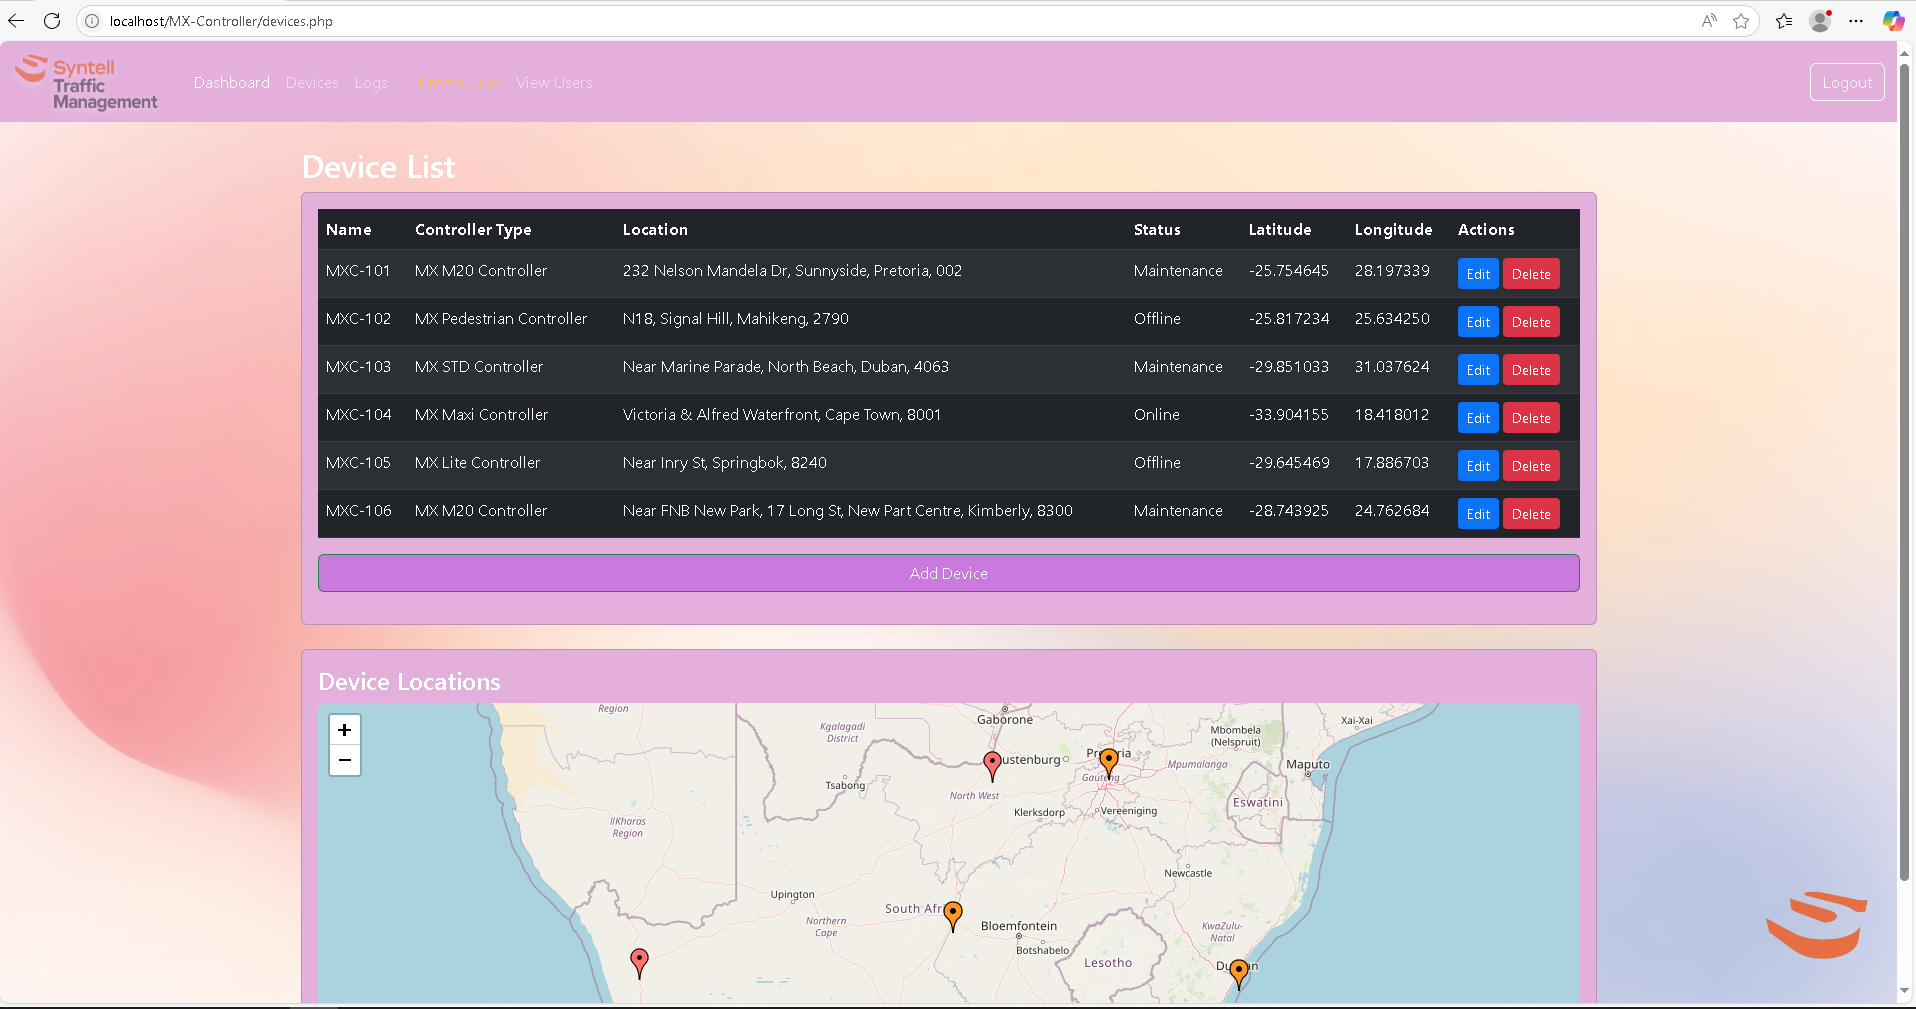 localhost/MX-Controller/devices.php
Syntell
Traffic
Management
Dashboard Devices Logs Create User View Users
Logout
Device List
Name Controller Type Location Status Latitude Longitude Actions
MXC-101 MX M20 Controller 232 Nelson Mandela Dr, Sunnyside, Pretoria, 002 Maintenance -25.754645 28.197339 Edit Delete
MXC-102 MX Pedestrian Controller N18, Signal Hill, Mahikeng, 2790 Offline -25.817234 25.634250 Edit Delete
MXC-103 MX STD Controller Near Marine Parade, North Beach, Duban, 4063 Maintenance -29.851033 31.037624 Edit Delete
MXC-104 MX Maxi Controller Victoria & Alfred Waterfront, Cape Town, 8001 Online -33.904155 18.418012 Edit Delete
MXC-105 MX Lite Controller Near Inry St, Springbok, 8240 Offline -29.645469 17.886703 Edit Delete
MXC-106 MX M20 Controller Near FNB New Park, 17 Long St, New Part Centre, Kimberly, 8300 Maintenance -28.743925 24.762684 Edit Delete
Add Device
Device Locations
+
−
Region
Kgalagadi
District
Gaborone
Xai-Xai
Mbombela
(Nelspruit)
ustenburg
Gauteng
Mpumalanga
Maputo
Tsabong
North West
Klerksdorp
Vereeniging
Eswatini
llKharas
Region
Newcastle
Upington
South Afri
Northern
Cape
Bloemfontein
Botshabelo
KwaZulu-
Natal
Lesotho